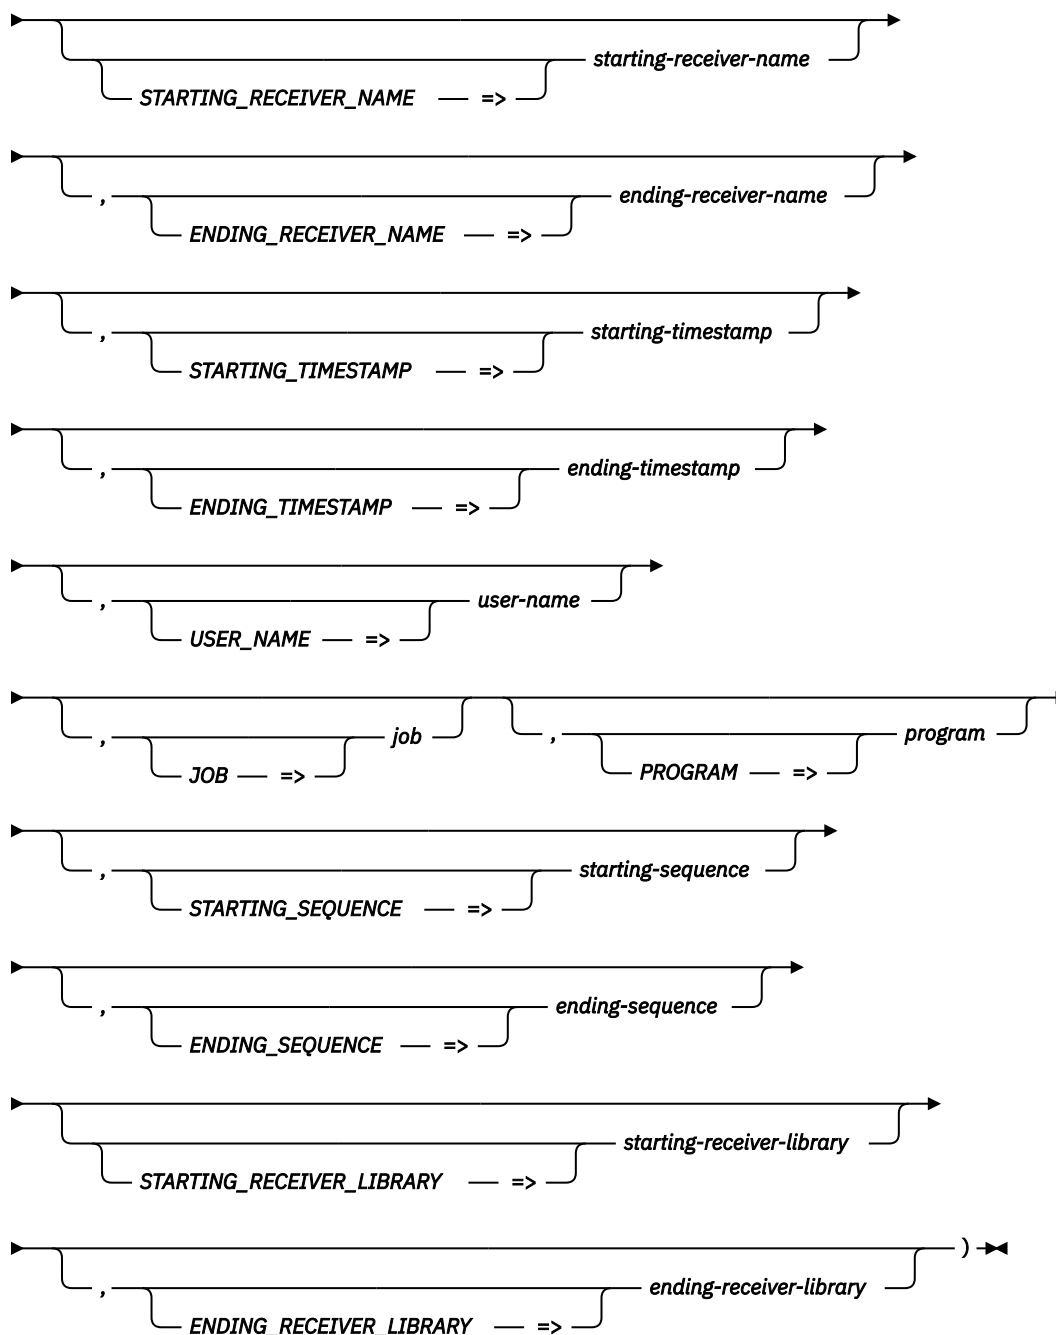 starting-receiver-name
STARTING_RECEIVER_NAME =>
, ending-receiver-name
ENDING_RECEIVER_NAME =>
, starting-timestamp
STARTING_TIMESTAMP =>
, ending-timestamp
ENDING_TIMESTAMP =>
, user-name
USER_NAME =>
, job , program
JOB => PROGRAM =>
, starting-sequence
STARTING_SEQUENCE =>
, ending-sequence
ENDING_SEQUENCE =>
starting-receiver-library
STARTING_RECEIVER_LIBRARY =>
)
, ending-receiver-library
ENDING_RECEIVER_LIBRARY =>